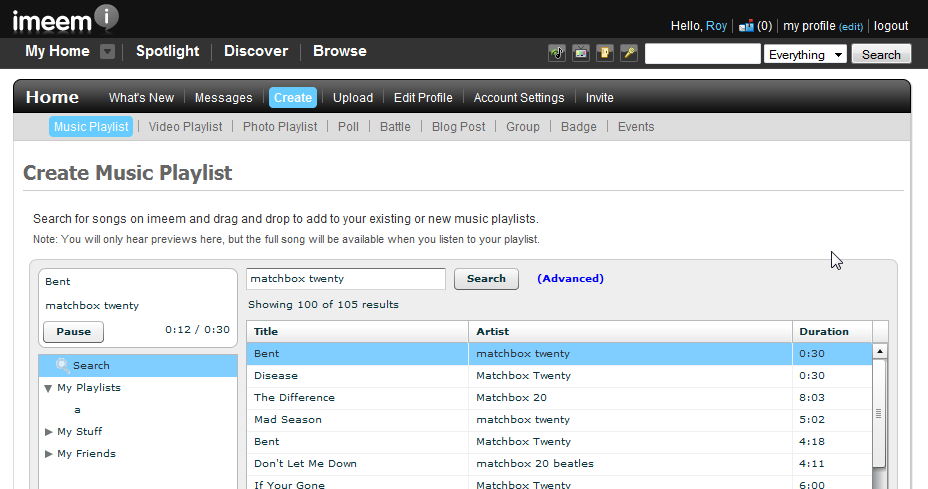 imeem i
Hello, Roy (0) my profile (edit) logout
My Home Spotlight Discover Browse Everything Search
Home What's New Messages Create Upload Edit Profile Account Settings Invite
Music Playlist Video Playlist Photo Playlist Poll Battle Blog Post Group Badge Events
Create Music Playlist
Search for songs on imeem and drag and drop to add to your existing or new music playlists.
Note: You will only hear previews here, but the full song will be available when you listen to your playlist.
Bent
matchbox twenty
Pause 0:12 / 0:30
Search
My Playlists
a
My Stuff
My Friends
matchbox twenty Search (Advanced)
Showing 100 of 105 results
Title Artist Duration
Bent matchbox twenty 0:30
Disease Matchbox Twenty 0:30
The Difference Matchbox 20 8:03
Mad Season matchbox twenty 5:02
Bent Matchbox Twenty 4:18
Don't Let Me Down matchbox 20 beatles 4:11
If Your Gone Matchbox Twenty 6:00